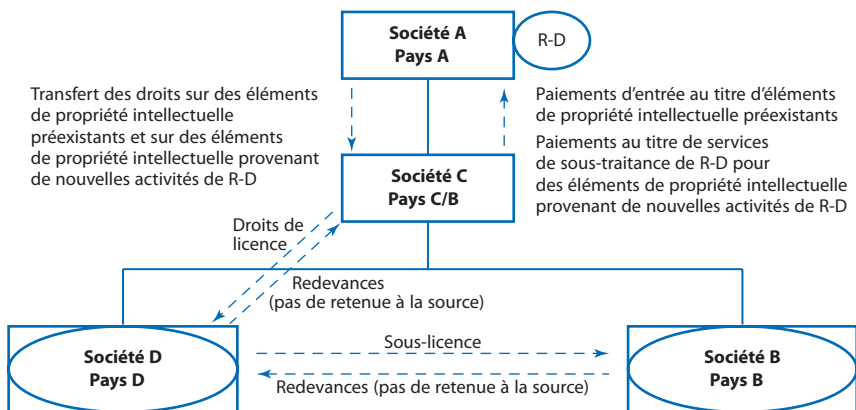 Société A
Pays A
R-D
Transfert des droits sur des éléments
de propriété intellectuelle
préexistants et sur des éléments
de propriété intellectuelle provenant
de nouvelles activités de R-D
Paiements d'entrée au titre d'éléments
de propriété intellectuelle préexistants
Paiements au titre de services
de sous-traitance de R-D pour
des éléments de propriété intellectuelle
provenant de nouvelles activités de R-D
Société C
Pays C/B
Droits de
licence
Redevances
(pas de retenue à la source)
Société D
Pays D
Sous-licence
Redevances (pas de retenue à la source)
Société B
Pays B